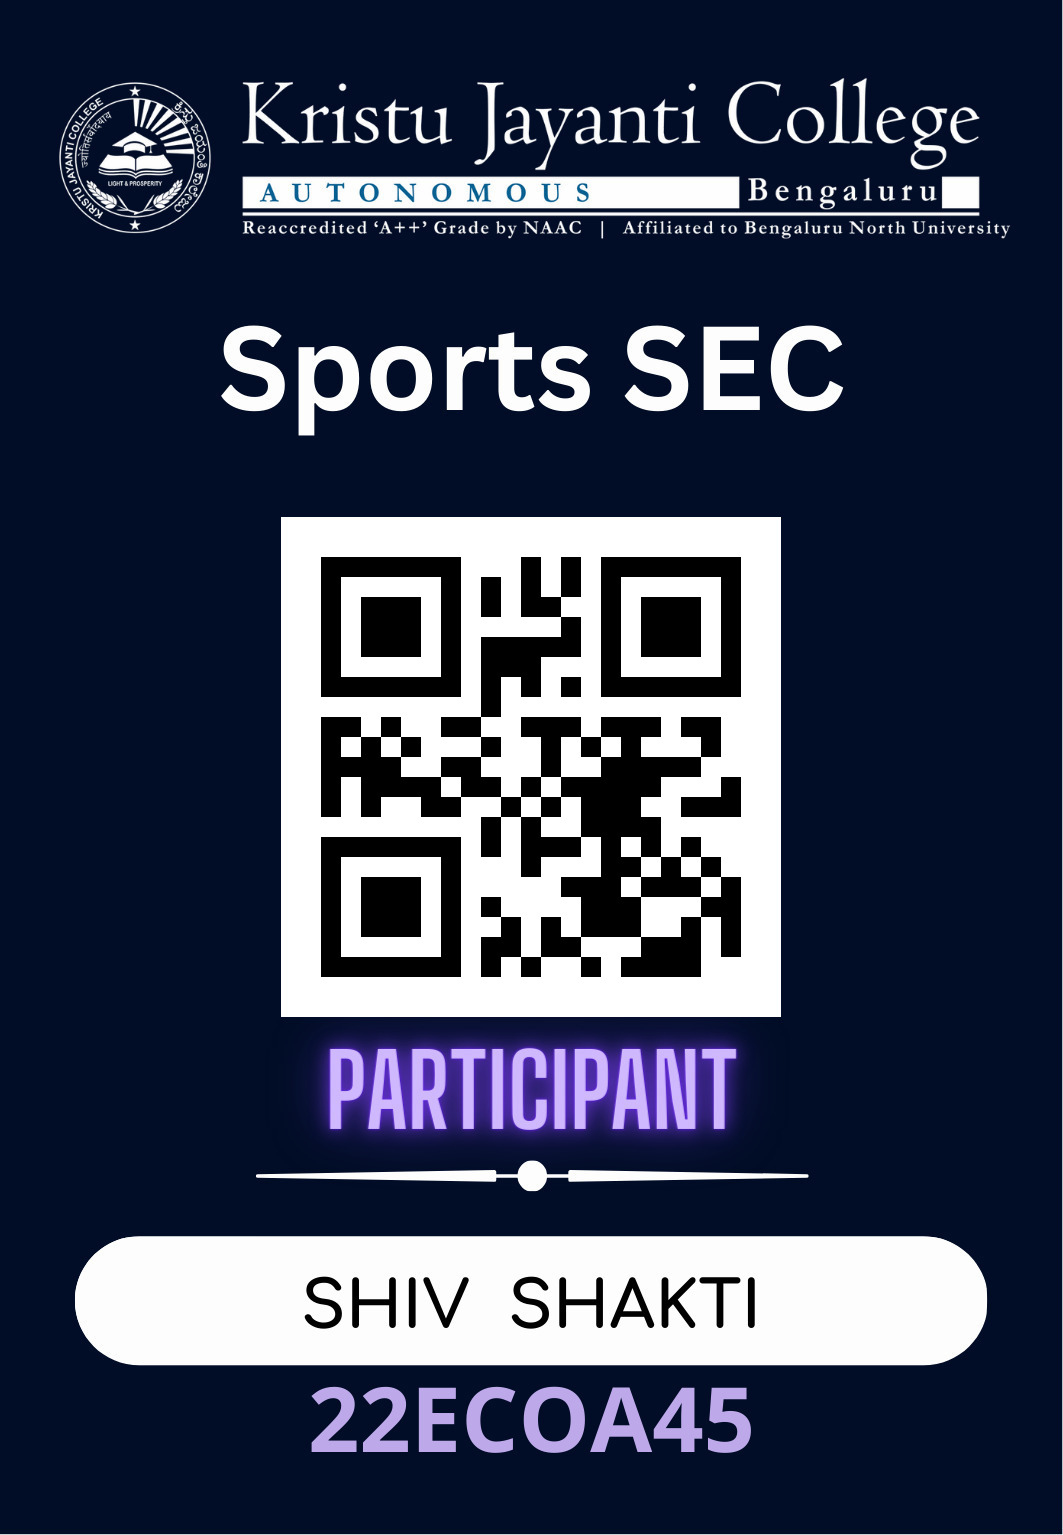 Kristu Jayanti College
AUTONOMOUS Bengaluru
Reaccredited ‘A++’ Grade by NAAC | Affiliated to Bengaluru North University
KRISTU JAYANTI COLLEGE
LIGHT & PROSPERITY
Sports SEC
PARTICIPANT
SHIV SHAKTI
22ECOA45